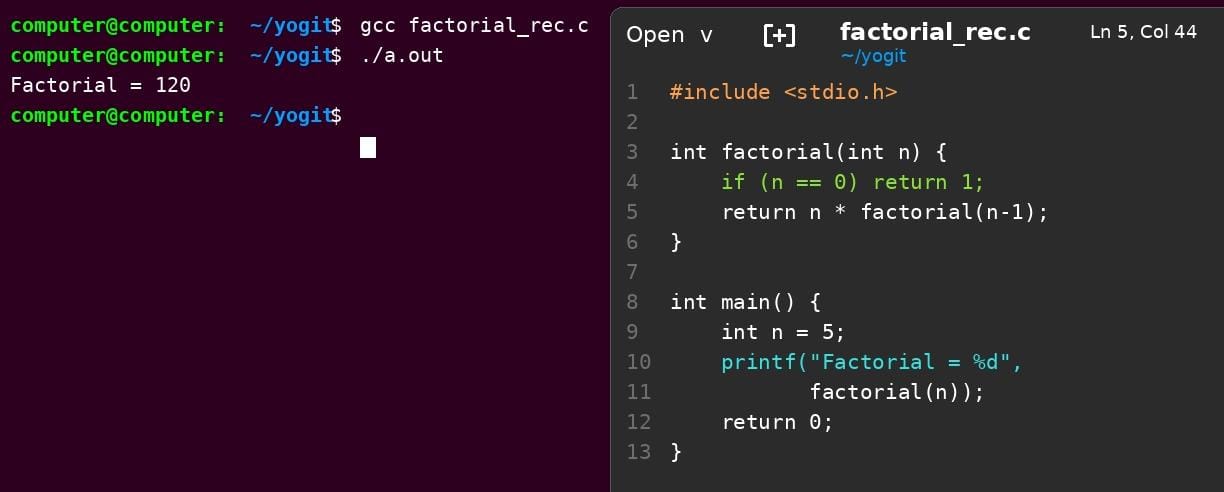 computer@computer: ~/yogit$ gcc factorial_rec.c
computer@computer: ~/yogit$ ./a.out
Factorial = 120
computer@computer: ~/yogit$
Open v [+] factorial_rec.c Ln 5, Col 44
~/yogit
1 #include <stdio.h>
2
3 int factorial(int n) {
4     if (n == 0) return 1;
5     return n * factorial(n-1);
6 }
7
8 int main() {
9     int n = 5;
10     printf("Factorial = %d",
11            factorial(n));
12     return 0;
13 }